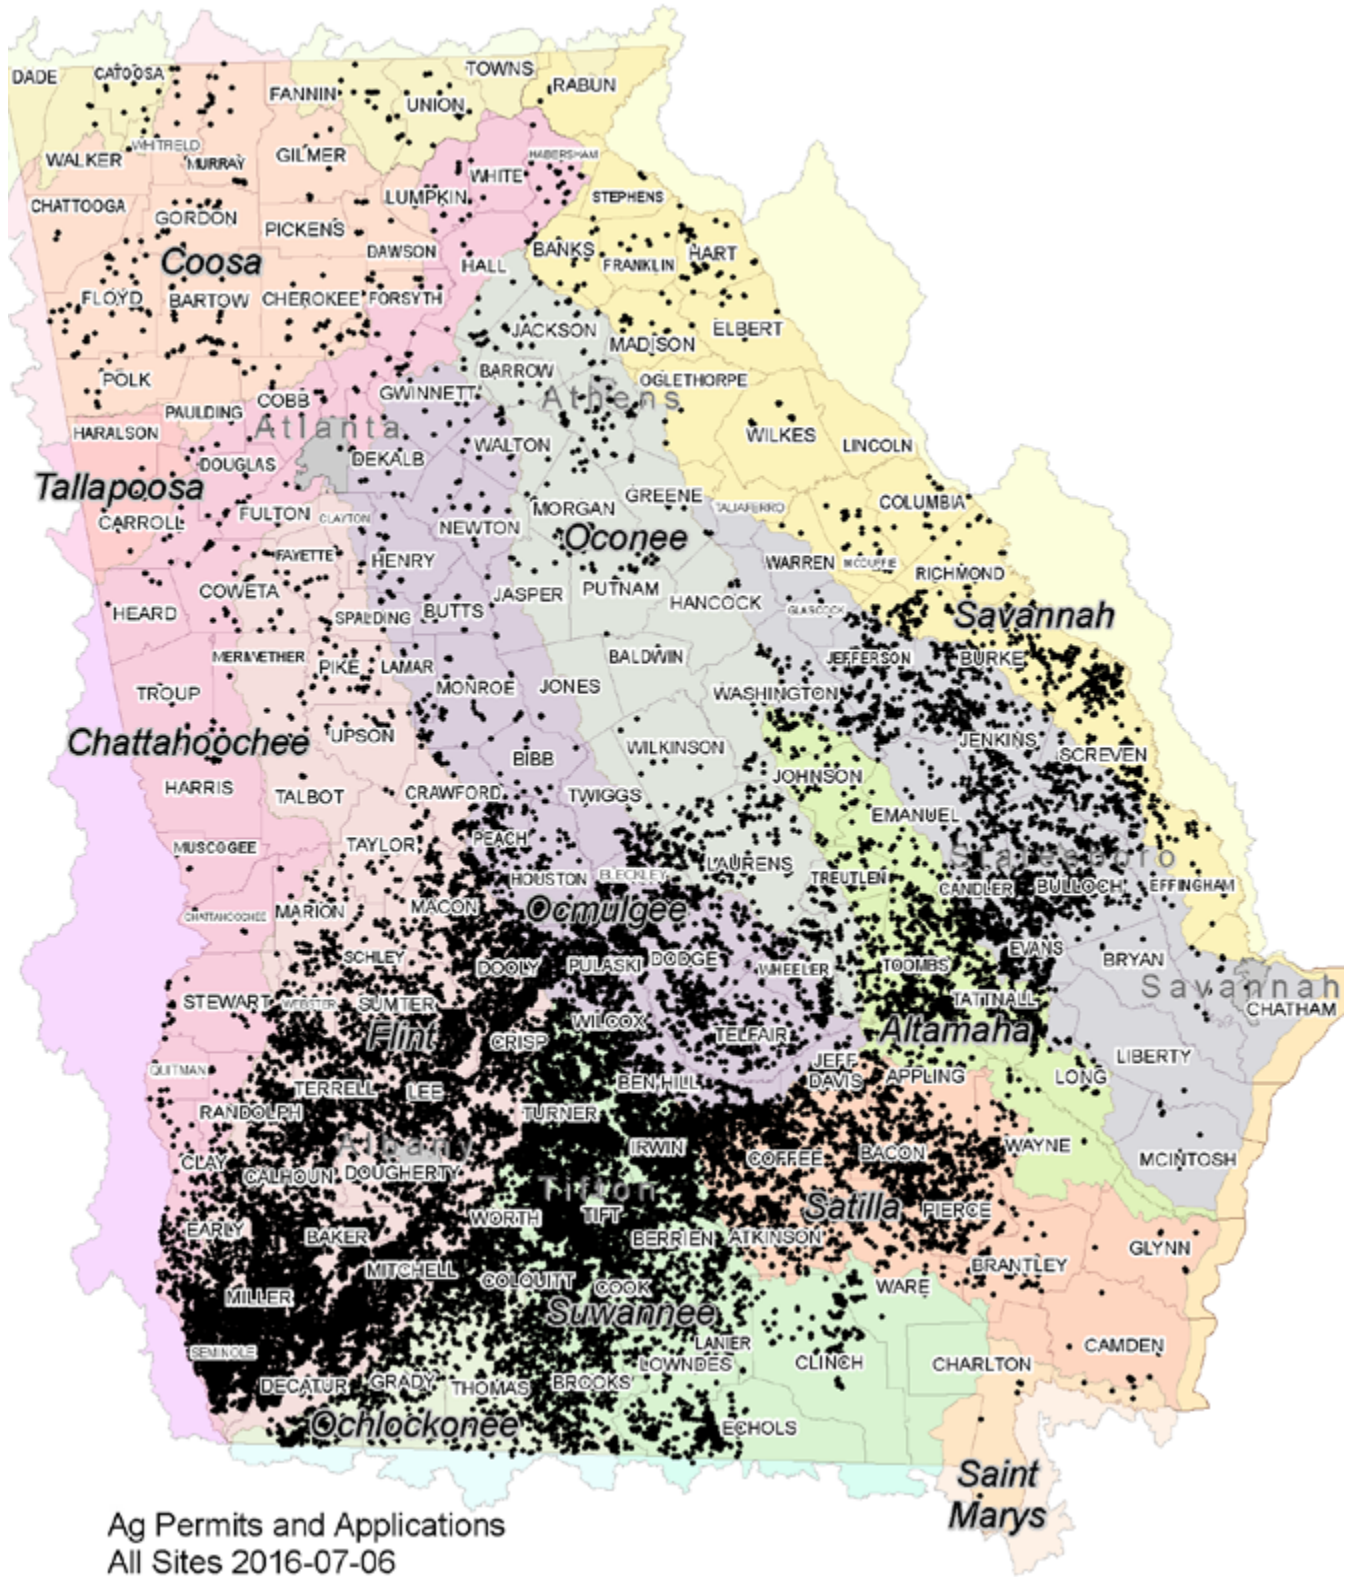 DADE
CATOOSA
FANNIN
TOWNS
UNION
RABUN
WALKER
WHITFIELD
MURRAY
GILMER
HABERSHAM
WHITE
LUMPKIN
STEPHENS
CHATTOOGA
GORDON
PICKENS
DAWSON
HALL
BANKS
FRANKLIN
HART
Coosa
FLOYD
BARTOW
CHEROKEE
FORSYTH
JACKSON
MADISON
ELBERT
POLK
BARROW
OGLETHORPE
PAULDING
COBB
GWINNETT
Athens
HARALSON
Atlanta
WALTON
WILKES
LINCOLN
DOUGLAS
DEKALB
Tallapoosa
CARROLL
FULTON
CLAYTON
NEWTON
MORGAN
GREENE
TALIAFERRO
COLUMBIA
Oconee
FAYETTE
HENRY
WARREN
MCDUFFIE
RICHMOND
HEARD
COWETA
SPALDING
BUTTS
JASPER
PUTNAM
HANCOCK
GLASCOCK
Savannah
MERIWETHER
PIKE
LAMAR
BALDWIN
JEFFERSON
BURKE
TROUP
MONROE
JONES
WASHINGTON
Chattahoochee
UPSON
BIBB
WILKINSON
JENKINS
SCREVEN
HARRIS
TALBOT
CRAWFORD
TWIGGS
JOHNSON
EMANUEL
MUSCOGEE
TAYLOR
PEACH
HOUSTON
BLECKLEY
LAURENS
TREUTLEN
Statesboro
CANDLER
BULLOCH
EFFINGHAM
CHATTAHOOCHEE
MARION
MACON
Ocmulgee
SCHLEY
DOOLY
PULASKI
DODGE
WHEELER
TOOMBS
EVANS
BRYAN
STEWART
WEBSTER
SUMTER
TATTNALL
Savannah
CHATHAM
Flint
CRISP
WILCOX
TELFAIR
Altamaha
QUITMAN
TERRELL
LEE
BEN HILL
JEFF
DAVIS
APPLING
LONG
LIBERTY
RANDOLPH
TURNER
IRWIN
Albany
COFFEE
BACON
WAYNE
MCINTOSH
CLAY
CALHOUN
DOUGHERTY
Tifton
EARLY
BAKER
WORTH
TIFT
BERRIEN
ATKINSON
Satilla
PIERCE
MITCHELL
COLQUITT
COOK
WARE
BRANTLEY
GLYNN
MILLER
Suwannee
LANIER
SEMINOLE
DECATUR
GRADY
THOMAS
BROOKS
LOWNDES
CLINCH
CHARLTON
CAMDEN
Ochlockonee
ECHOLS
Saint
Marys
Ag Permits and Applications
All Sites 2016-07-06